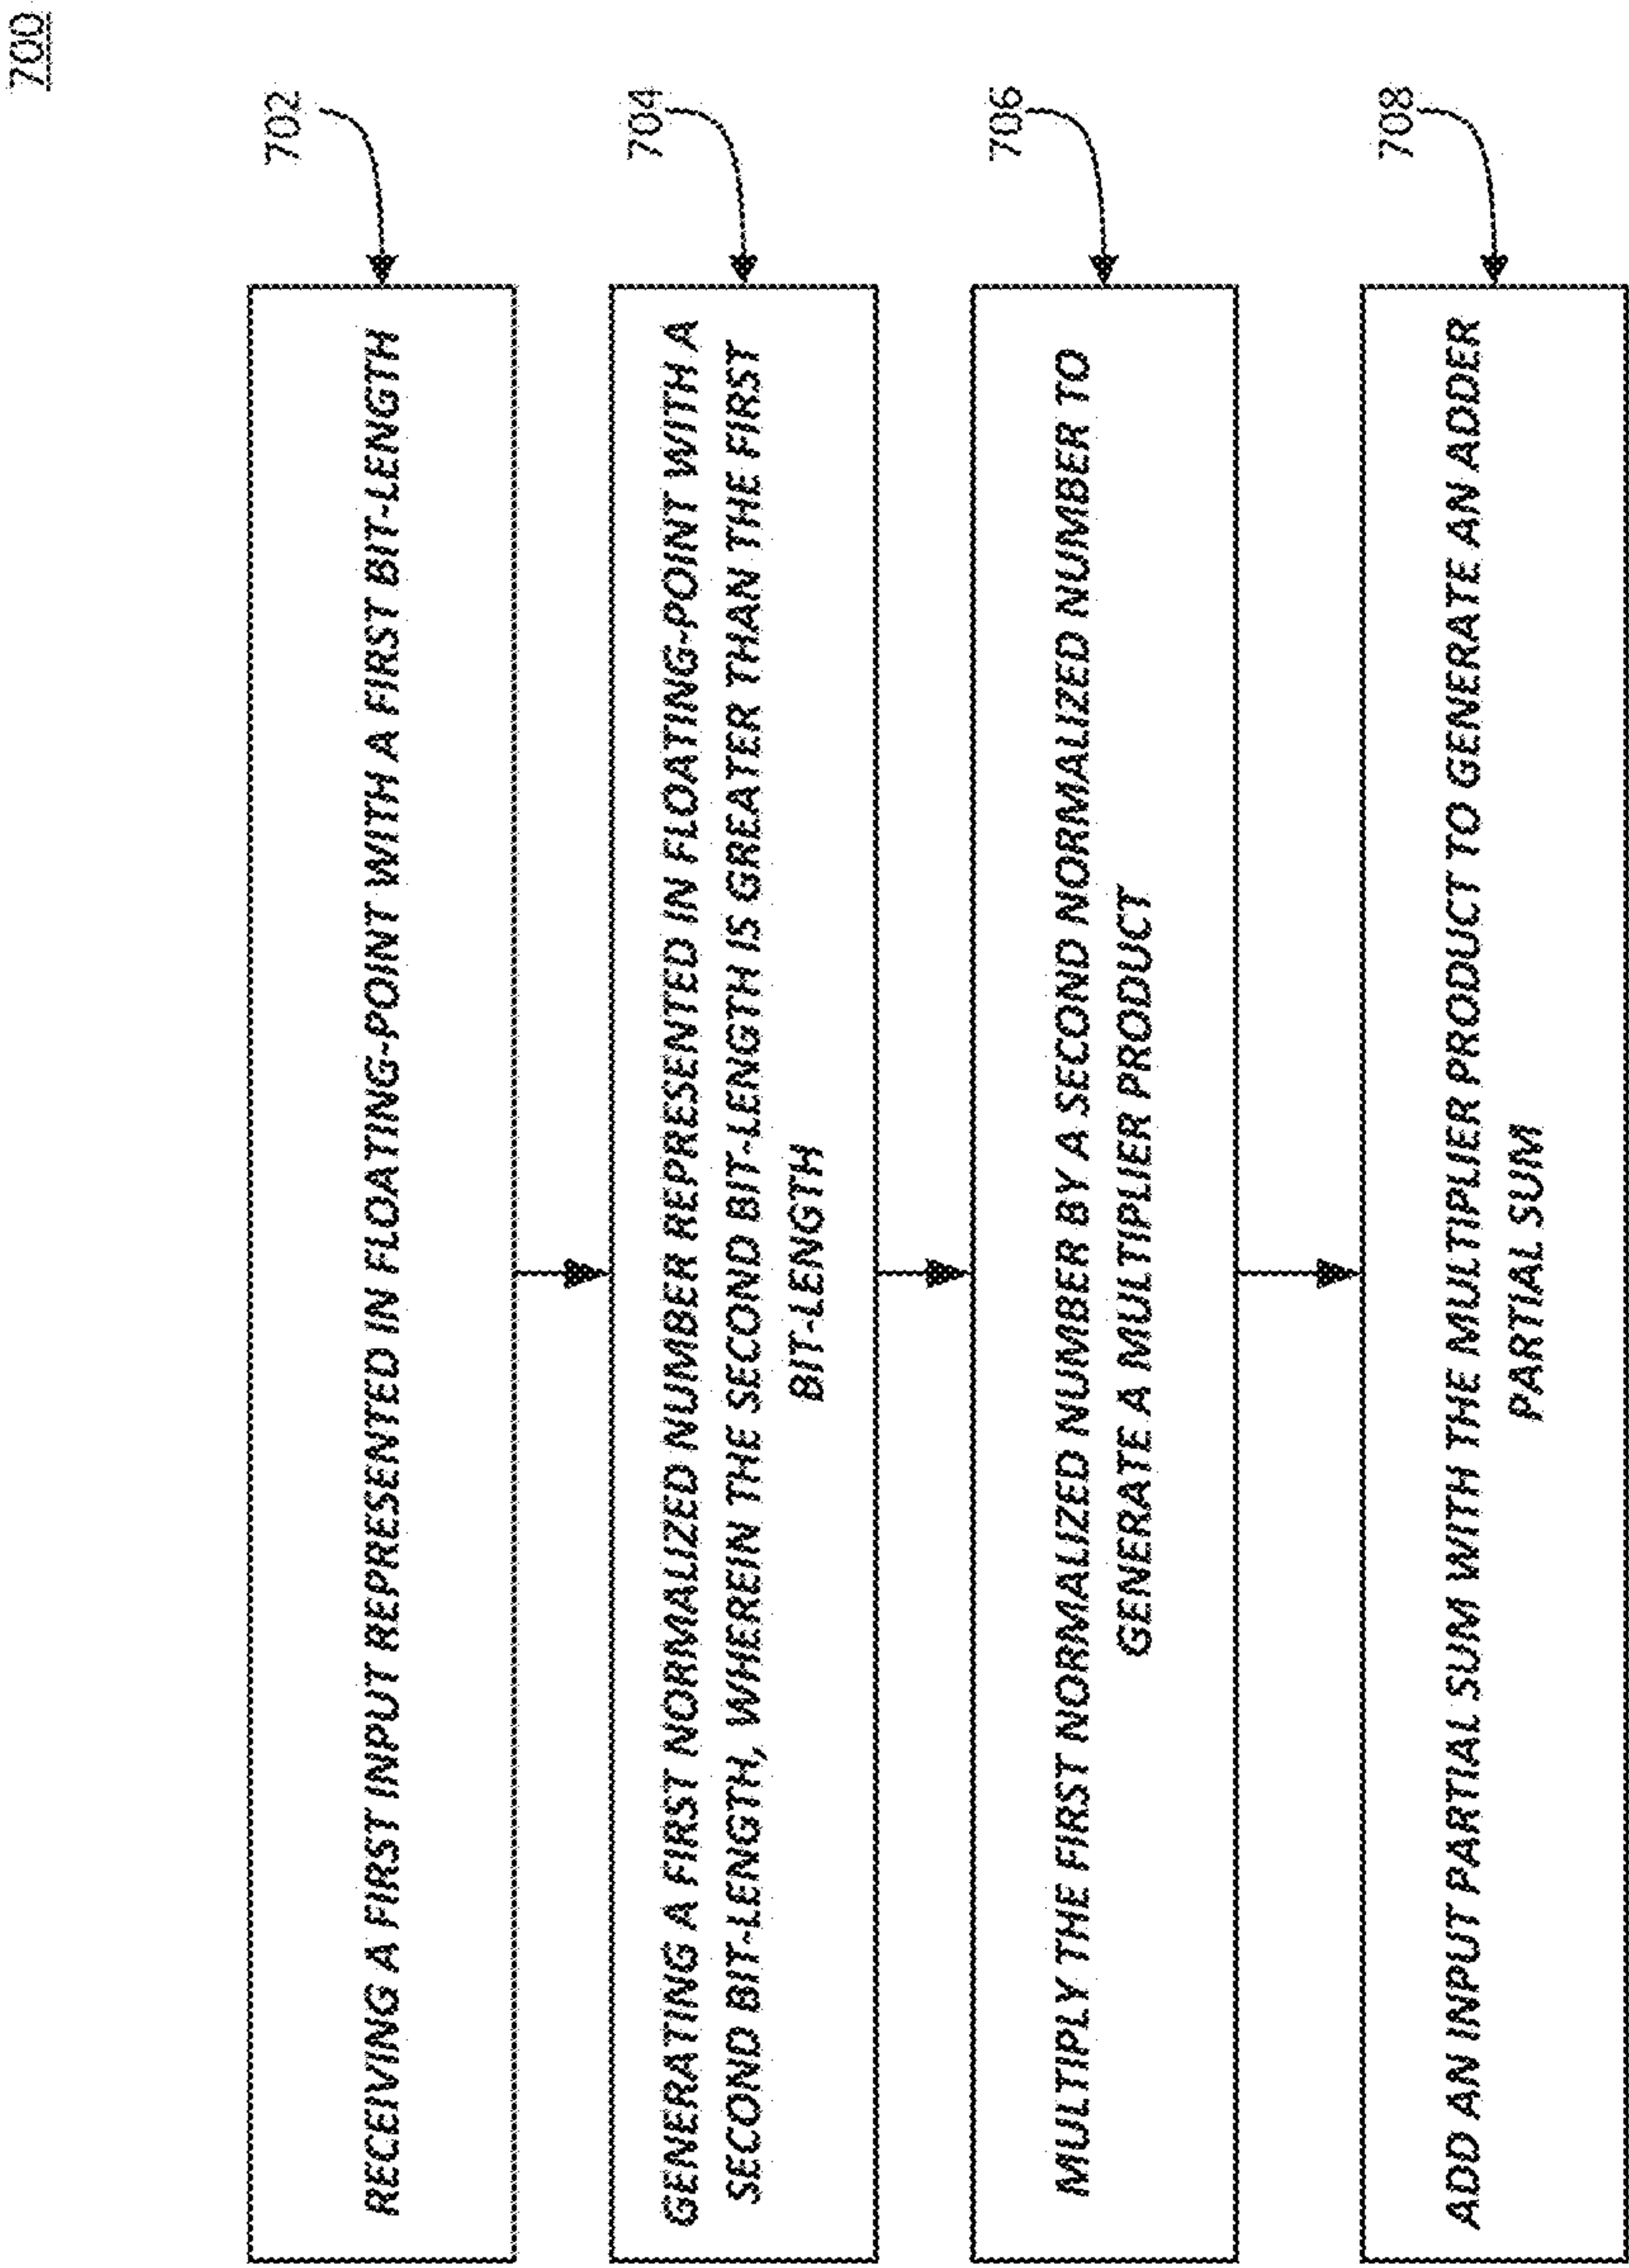 700
702
RECEIVING A FIRST INPUT REPRESENTED IN FLOATING-POINT WITH A FIRST BIT-LENGTH
704
GENERATING A FIRST NORMALIZED NUMBER REPRESENTED IN FLOATING-POINT WITH A
SECOND BIT-LENGTH, WHEREIN THE SECOND BIT-LENGTH IS GREATER THAN THE FIRST
BIT-LENGTH
706
MULTIPLY THE FIRST NORMALIZED NUMBER BY A SECOND NORMALIZED NUMBER TO
GENERATE A MULTIPLIER PRODUCT
708
ADD AN INPUT PARTIAL SUM WITH THE MULTIPLIER PRODUCT TO GENERATE AN ADDER
PARTIAL SUM